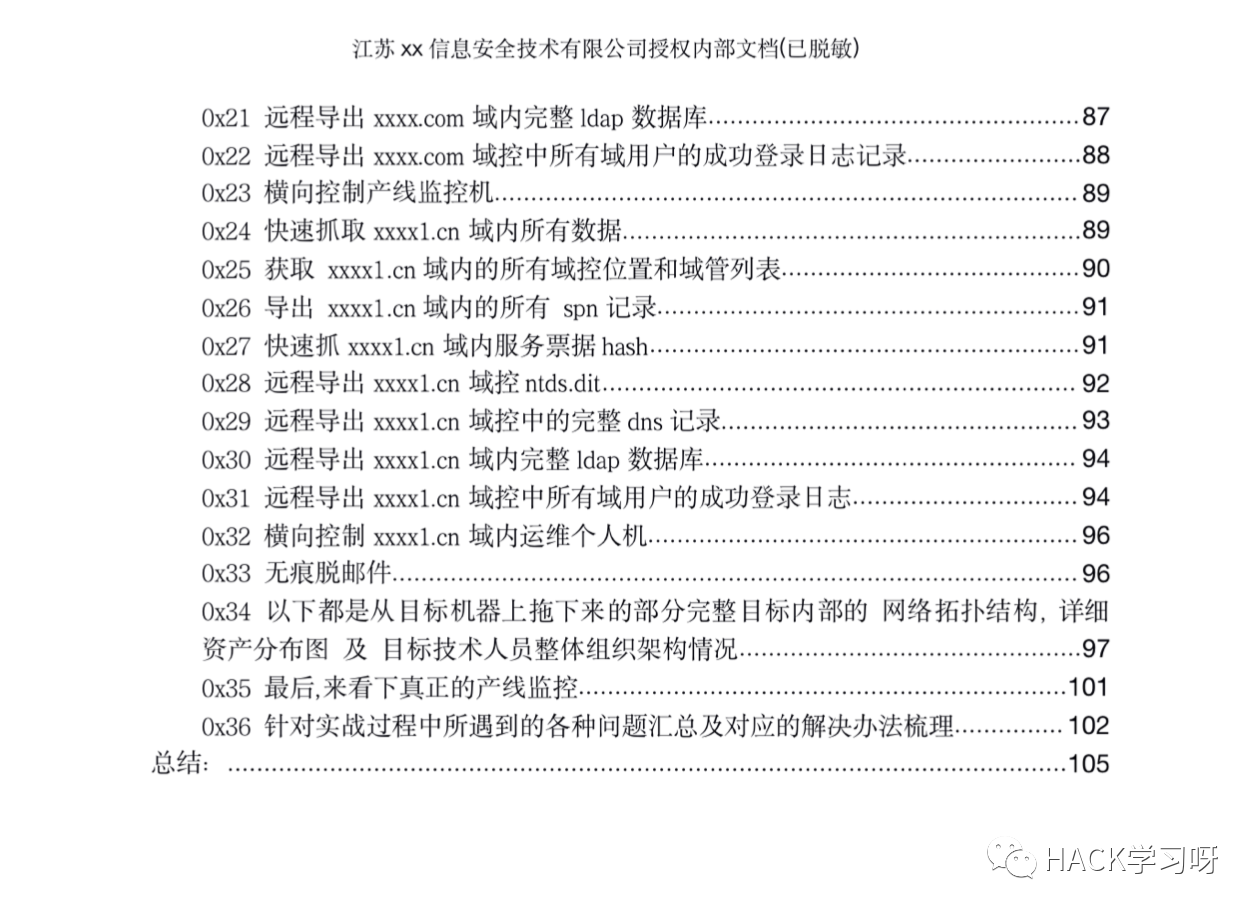 江苏 xx 信息安全技术有限公司授权内部文档(已脱敏)
0x21 远程导出 xxxx.com 域内完整 ldap 数据库................87
0x22 远程导出 xxxx.com 域控中所有域用户的成功登录日志记录................88
0x23 横向控制产线监控机................89
0x24 快速抓取 xxxx1.cn 域内所有数据................89
0x25 获取 xxxx1.cn 域内的所有域控位置和域管列表................90
0x26 导出 xxxx1.cn 域内的所有 spn 记录................91
0x27 快速抓 xxxx1.cn 域内服务票据 hash................91
0x28 远程导出 xxxx1.cn 域控 ntds.dit................92
0x29 远程导出 xxxx1.cn 域控中的完整 dns 记录................93
0x30 远程导出 xxxx1.cn 域内完整 ldap 数据库................94
0x31 远程导出 xxxx1.cn 域控中所有域用户的成功登录日志................94
0x32 横向控制 xxxx1.cn 域内运维个人机................96
0x33 无痕脱邮件................96
0x34 以下都是从目标机器上拖下来的部分完整目标内部的 网络拓扑结构, 详细
资产分布图 及 目标技术人员整体组织架构情况................97
0x35 最后,来看下真正的产线监控................101
0x36 针对实战过程中所遇到的各种问题汇总及对应的解决办法梳理................102
总结: ................105
HACK学习呀